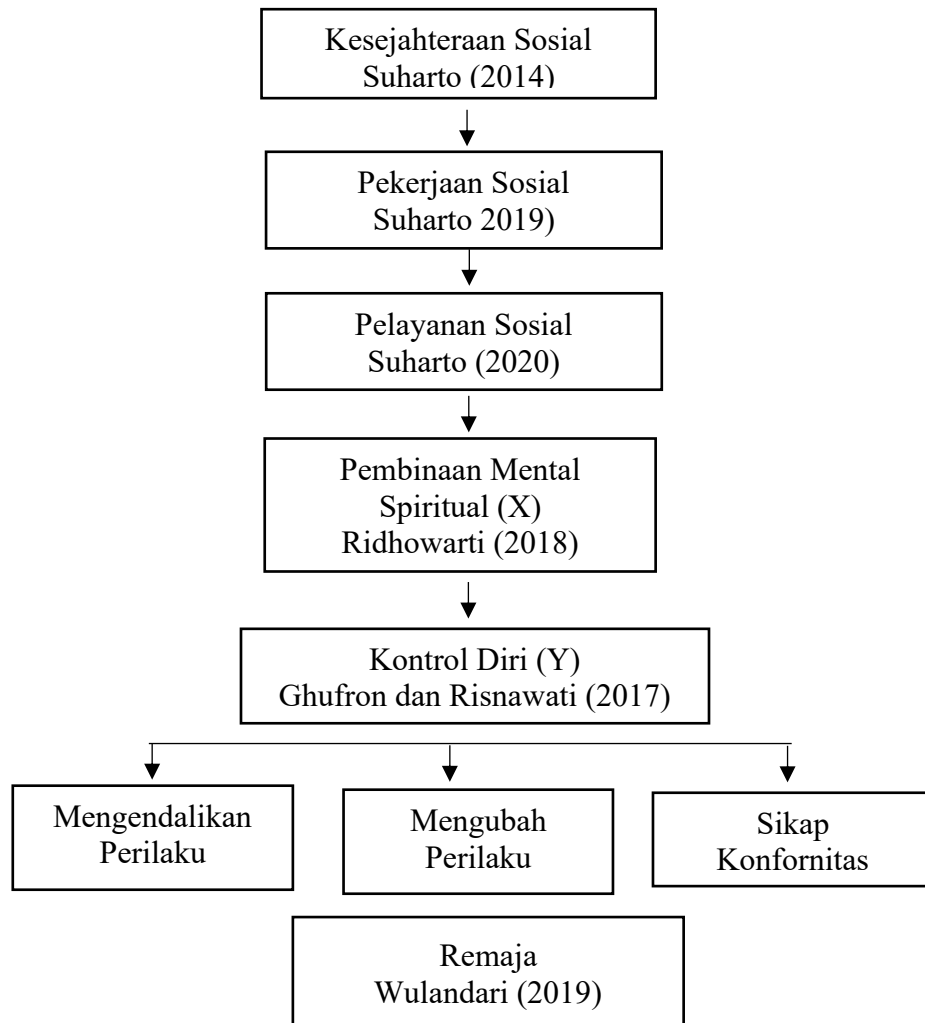 Kesejahteraan Sosial
Suharto (2014)
Pekerjaan Sosial
Suharto 2019)
Pelayanan Sosial
Suharto (2020)
Pembinaan Mental
Spiritual (X)
Ridhowarti (2018)
Kontrol Diri (Y)
Ghufron dan Risnawati (2017)
Mengendalikan
Perilaku
Mengubah
Perilaku
Sikap
Konfornitas
Remaja
Wulandari (2019)